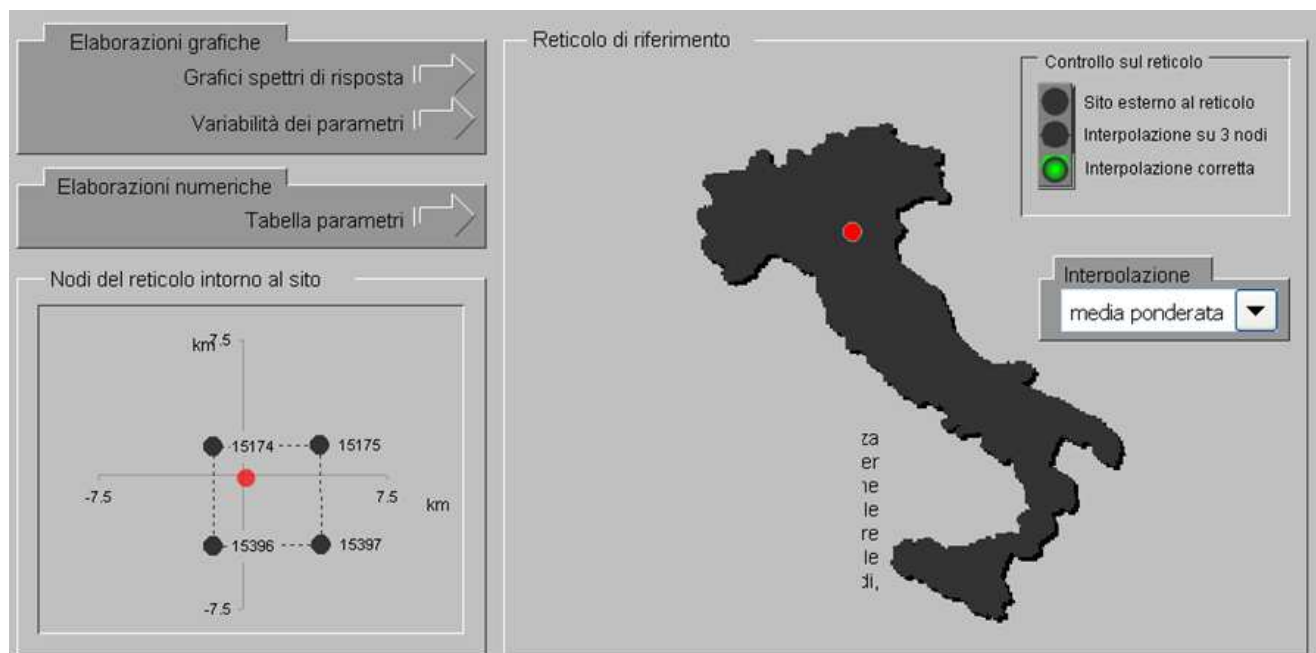 Elaborazioni grafiche
Grafici spettri di risposta
Variabilità dei parametri
Elaborazioni numeriche
Tabella parametri
Nodi del reticolo intorno al sito
km 7.5
15174
15175
-7.5
7.5
km
15396
15397
-7.5
Reticolo di riferimento
Controllo sul reticolo
Sito esterno al reticolo
Interpolazione su 3 nodi
Interpolazione corretta
Interpolazione
media ponderata
za
er
ne
le
re
le
di,